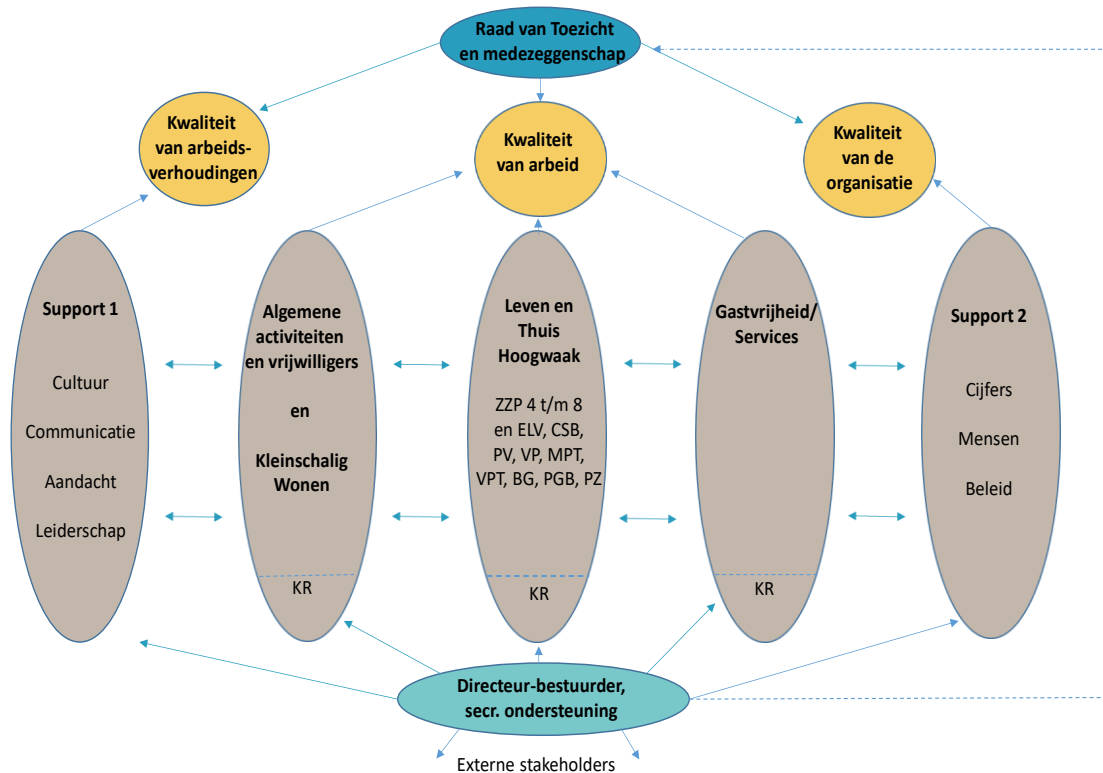 Raad van Toezicht
en medezeggenschap
Kwaliteit
van arbeids-
verhoudingen
Kwaliteit
van arbeid
Kwaliteit
van de
organisatie
Support 1
Cultuur
Communicatie
Aandacht
Leiderschap
Algemene
activiteiten
en vrijwilligers
en
Kleinschalig
Wonen
KR
Leven en
Thuis
Hoogwaak
ZZP 4 t/m 8
en ELV, CSB,
PV, VP, MPT,
VPT, BG, PGB, PZ
KR
Gastvrijheid/
Services
KR
Support 2
Cijfers
Mensen
Beleid
Directeur-bestuurder,
secr. ondersteuning
Externe stakeholders